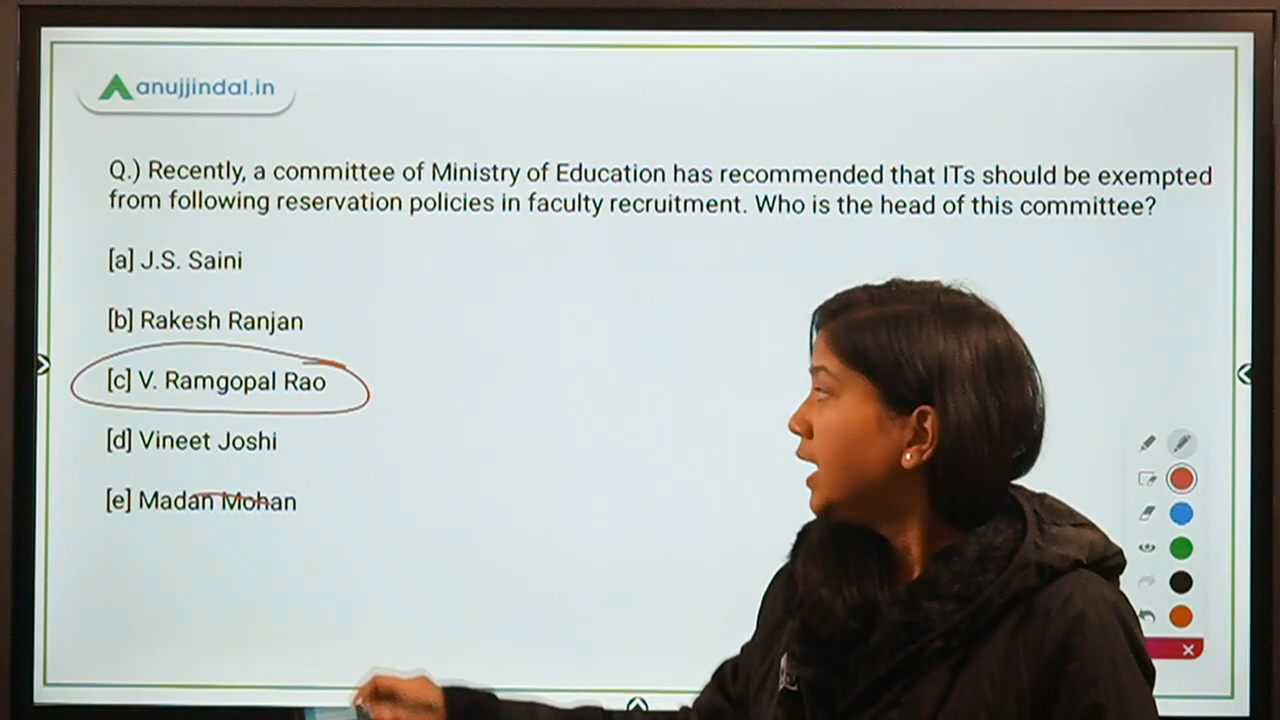 anujjindal.in
Q.) Recently, a committee of Ministry of Education has recommended that ITs should be exempted
from following reservation policies in faculty recruitment. Who is the head of this committee?
[a] J.S. Saini
[b] Rakesh Ranjan
[c] V. Ramgopal Rao
[d] Vineet Joshi
[e] Madan Mohan